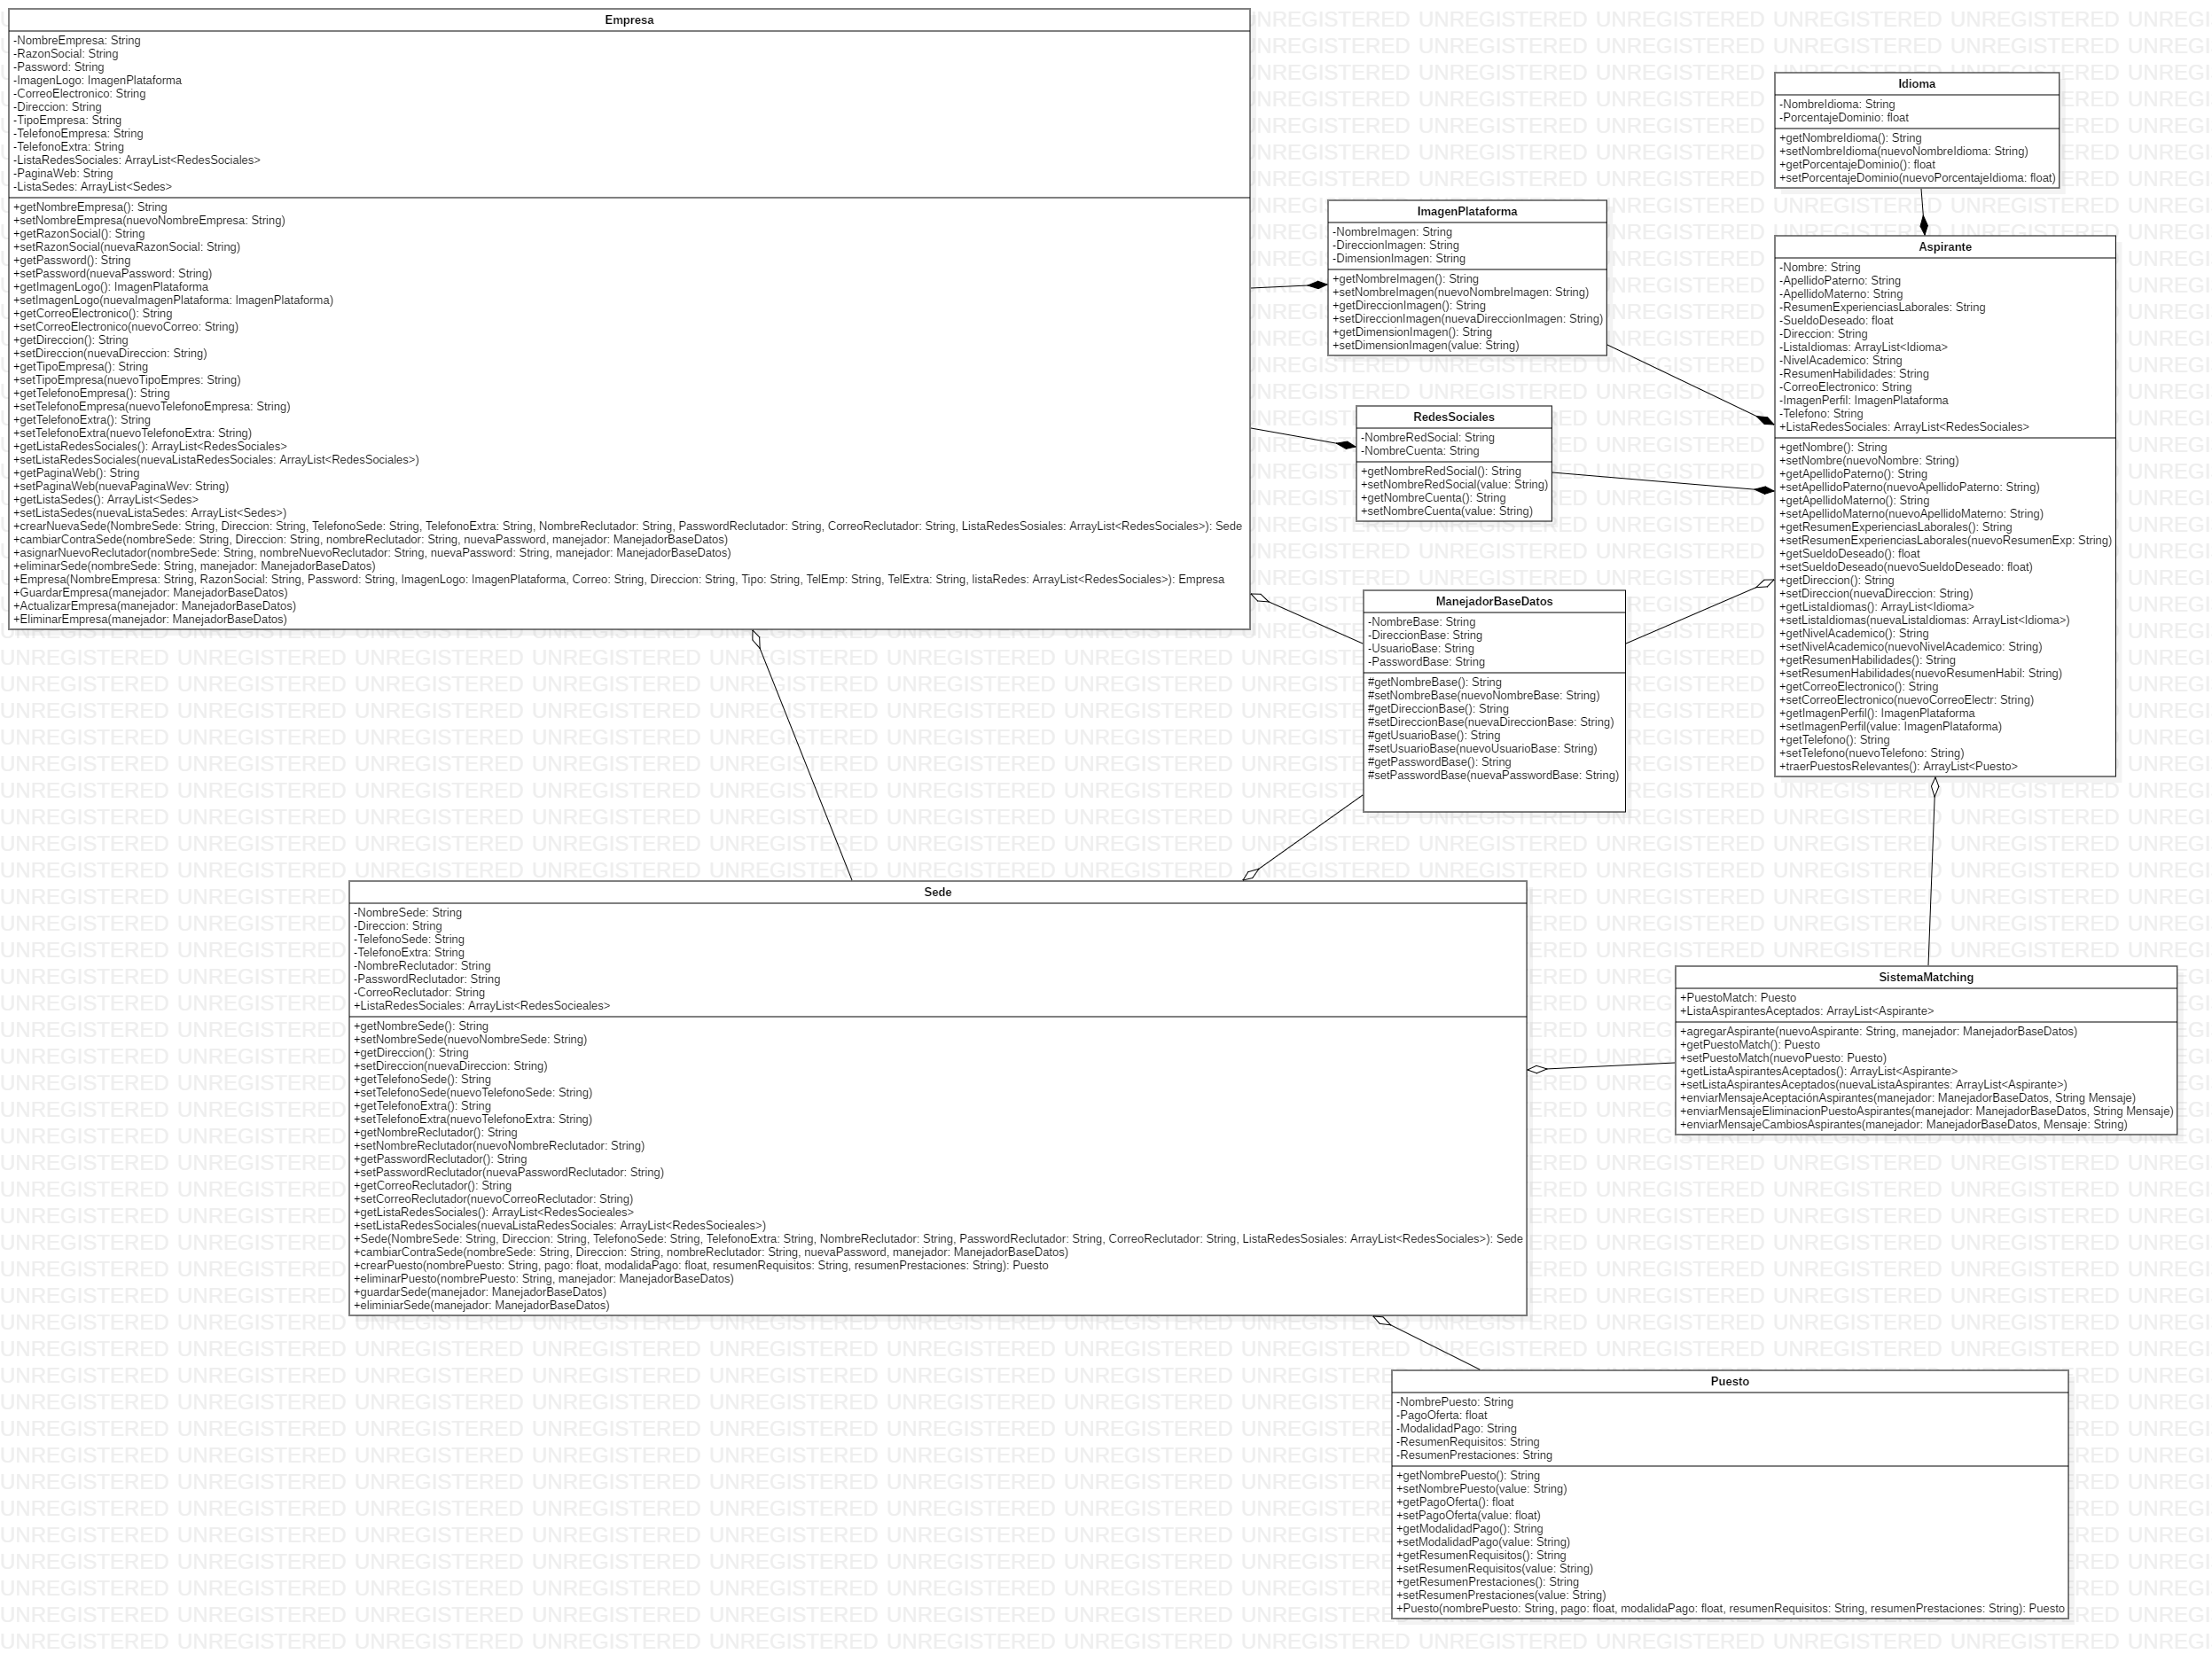 Empresa
-NombreEmpresa: String
-RazonSocial: String
-Password: String
-ImagenLogo: ImagenPlataforma
-CorreoElectronico: String
-Direccion: String
-TipoEmpresa: String
-TelefonoEmpresa: String
-TelefonoExtra: String
-ListaRedesSociales: ArrayList<RedesSociales>
-PaginaWeb: String
-ListaSedes: ArrayList<Sedes>
+getNombreEmpresa(): String
+setNombreEmpresa(nuevoNombreEmpresa: String)
+getRazonSocial(): String
+setRazonSocial(nuevaRazonSocial: String)
+getPassword(): String
+setPassword(nuevaPassword: String)
+getImagenLogo(): ImagenPlataforma
+setImagenLogo(nuevaImagenPlataforma: ImagenPlataforma)
+getCorreoElectronico(): String
+setCorreoElectronico(nuevoCorreo: String)
+getDireccion(): String
+setDireccion(nuevaDireccion: String)
+getTipoEmpresa(): String
+setTipoEmpresa(nuevoTipoEmpres: String)
+getTelefonoEmpresa(): String
+setTelefonoEmpresa(nuevoTelefonoEmpresa: String)
+getTelefonoExtra(): String
+setTelefonoExtra(nuevoTelefonoExtra: String)
+getListaRedesSociales(): ArrayList<RedesSociales>
+setListaRedesSociales(nuevaListaRedesSociales: ArrayList<RedesSociales>)
+getPaginaWeb(): String
+setPaginaWeb(nuevaPaginaWev: String)
+getListaSedes(): ArrayList<Sedes>
+setListaSedes(nuevaListaSedes: ArrayList<Sedes>)
+crearNuevaSede(NombreSede: String, Direccion: String, TelefonoSede: String, TelefonoExtra: String, NombreReclutador: String, PasswordReclutador: String, CorreoReclutador: String, ListaRedesSosiales: ArrayList<RedesSociales>): Sede
+cambiarContraSede(nombreSede: String, Direccion: String, nombreReclutador: String, nuevaPassword, manejador: ManejadorBaseDatos)
+asignarNuevoReclutador(nombreSede: String, nombreNuevoReclutador: String, nuevaPassword: String, manejador: ManejadorBaseDatos)
+eliminarSede(nombreSede: String, manejador: ManejadorBaseDatos)
+Empresa(NombreEmpresa: String, RazonSocial: String, Password: String, ImagenLogo: ImagenPlataforma, Correo: String, Direccion: String, Tipo: String, TelEmp: String, TelExtra: String, listaRedes: ArrayList<RedesSociales>): Empresa
+GuardarEmpresa(manejador: ManejadorBaseDatos)
+ActualizarEmpresa(manejador: ManejadorBaseDatos)
+EliminarEmpresa(manejador: ManejadorBaseDatos)
Idioma
-NombreIdioma: String
-PorcentajeDominio: float
+getNombreIdioma(): String
+setNombreIdioma(nuevoNombreIdioma: String)
+getPorcentajeDominio(): float
+setPorcentajeDominio(nuevoPorcentajeIdioma: float)
ImagenPlataforma
-NombreImagen: String
-DireccionImagen: String
-DimensionImagen: String
+getNombreImagen(): String
+setNombreImagen(nuevoNombreImagen: String)
+getDireccionImagen(): String
+setDireccionImagen(nuevaDireccionImagen: String)
+getDimensionImagen(): String
+setDimensionImagen(value: String)
RedesSociales
-NombreRedSocial: String
-NombreCuenta: String
+getNombreRedSocial(): String
+setNombreRedSocial(value: String)
+getNombreCuenta(): String
+setNombreCuenta(value: String)
Aspirante
-Nombre: String
-ApellidoPaterno: String
-ApellidoMaterno: String
-ResumenExperienciasLaborales: String
-SueldoDeseado: float
-Direccion: String
-ListaIdiomas: ArrayList<Idioma>
-NivelAcademico: String
-ResumenHabilidades: String
-CorreoElectronico: String
-ImagenPerfil: ImagenPlataforma
-Telefono: String
+ListaRedesSociales: ArrayList<RedesSociales>
+getNombre(): String
+setNombre(nuevoNombre: String)
+getApellidoPaterno(): String
+setApellidoPaterno(nuevoApellidoPaterno: String)
+getApellidoMaterno(): String
+setApellidoMaterno(nuevoApellidoMaterno: String)
+getResumenExperienciasLaborales(): String
+setResumenExperienciasLaborales(nuevoResumenExp: String)
+getSueldoDeseado(): float
+setSueldoDeseado(nuevoSueldoDeseado: float)
+getDireccion(): String
+setDireccion(nuevaDireccion: String)
+getListaIdiomas(): ArrayList<Idioma>
+setListaIdiomas(nuevaListaIdiomas: ArrayList<Idioma>)
+getNivelAcademico(): String
+setNivelAcademico(nuevoNivelAcademico: String)
+getResumenHabilidades(): String
+setResumenHabilidades(nuevoResumenHabil: String)
+getCorreoElectronico(): String
+setCorreoElectronico(nuevoCorreoElectr: String)
+getImagenPerfil(): ImagenPlataforma
+setImagenPerfil(value: ImagenPlataforma)
+getTelefono(): String
+setTelefono(nuevoTelefono: String)
+traerPuestosRelevantes(): ArrayList<Puesto>
ManejadorBaseDatos
-NombreBase: String
-DireccionBase: String
-UsuarioBase: String
-PasswordBase: String
#getNombreBase(): String
#setNombreBase(nuevoNombreBase: String)
#getDireccionBase(): String
#setDireccionBase(nuevaDireccionBase: String)
#getUsuarioBase(): String
#setUsuarioBase(nuevoUsuarioBase: String)
#getPasswordBase(): String
#setPasswordBase(nuevaPasswordBase: String)
Sede
-NombreSede: String
-Direccion: String
-TelefonoSede: String
-TelefonoExtra: String
-NombreReclutador: String
-PasswordReclutador: String
-CorreoReclutador: String
+ListaRedesSociales: ArrayList<RedesSocieales>
+getNombreSede(): String
+setNombreSede(nuevoNombreSede: String)
+getDireccion(): String
+setDireccion(nuevaDireccion: String)
+getTelefonoSede(): String
+setTelefonoSede(nuevoTelefonoSede: String)
+getTelefonoExtra(): String
+setTelefonoExtra(nuevoTelefonoExtra: String)
+getNombreReclutador(): String
+setNombreReclutador(nuevoNombreReclutador: String)
+getPasswordReclutador(): String
+setPasswordReclutador(nuevaPasswordReclutador: String)
+getCorreoReclutador(): String
+setCorreoReclutador(nuevoCorreoReclutador: String)
+getListaRedesSociales(): ArrayList<RedesSocieales>
+setListaRedesSociales(nuevaListaRedesSociales: ArrayList<RedesSocieales>)
+Sede(NombreSede: String, Direccion: String, TelefonoSede: String, TelefonoExtra: String, NombreReclutador: String, PasswordReclutador: String, CorreoReclutador: String, ListaRedesSosiales: ArrayList<RedesSociales>): Sede
+cambiarContraSede(nombreSede: String, Direccion: String, nombreReclutador: String, nuevaPassword, manejador: ManejadorBaseDatos)
+crearPuesto(nombrePuesto: String, pago: float, modalidaPago: float, resumenRequisitos: String, resumenPrestaciones: String): Puesto
+eliminarPuesto(nombrePuesto: String, manejador: ManejadorBaseDatos)
+guardarSede(manejador: ManejadorBaseDatos)
+eliminiarSede(manejador: ManejadorBaseDatos)
SistemaMatching
+PuestoMatch: Puesto
+ListaAspirantesAceptados: ArrayList<Aspirante>
+agregarAspirante(nuevoAspirante: String, manejador: ManejadorBaseDatos)
+getPuestoMatch(): Puesto
+setPuestoMatch(nuevoPuesto: Puesto)
+getListaAspirantesAceptados(): ArrayList<Aspirante>
+setListaAspirantesAceptados(nuevaListaAspirantes: ArrayList<Aspirante>)
+enviarMensajeAceptaciónAspirantes(manejador: ManejadorBaseDatos, String Mensaje)
+enviarMensajeEliminacionPuestoAspirantes(manejador: ManejadorBaseDatos, String Mensaje)
+enviarMensajeCambiosAspirantes(manejador: ManejadorBaseDatos, Mensaje: String)
Puesto
-NombrePuesto: String
-PagoOferta: float
-ModalidadPago: String
-ResumenRequisitos: String
-ResumenPrestaciones: String
+getNombrePuesto(): String
+setNombrePuesto(value: String)
+getPagoOferta(): float
+setPagoOferta(value: float)
+getModalidadPago(): String
+setModalidadPago(value: String)
+getResumenRequisitos(): String
+setResumenRequisitos(value: String)
+getResumenPrestaciones(): String
+setResumenPrestaciones(value: String)
+Puesto(nombrePuesto: String, pago: float, modalidaPago: float, resumenRequisitos: String, resumenPrestaciones: String): Puesto